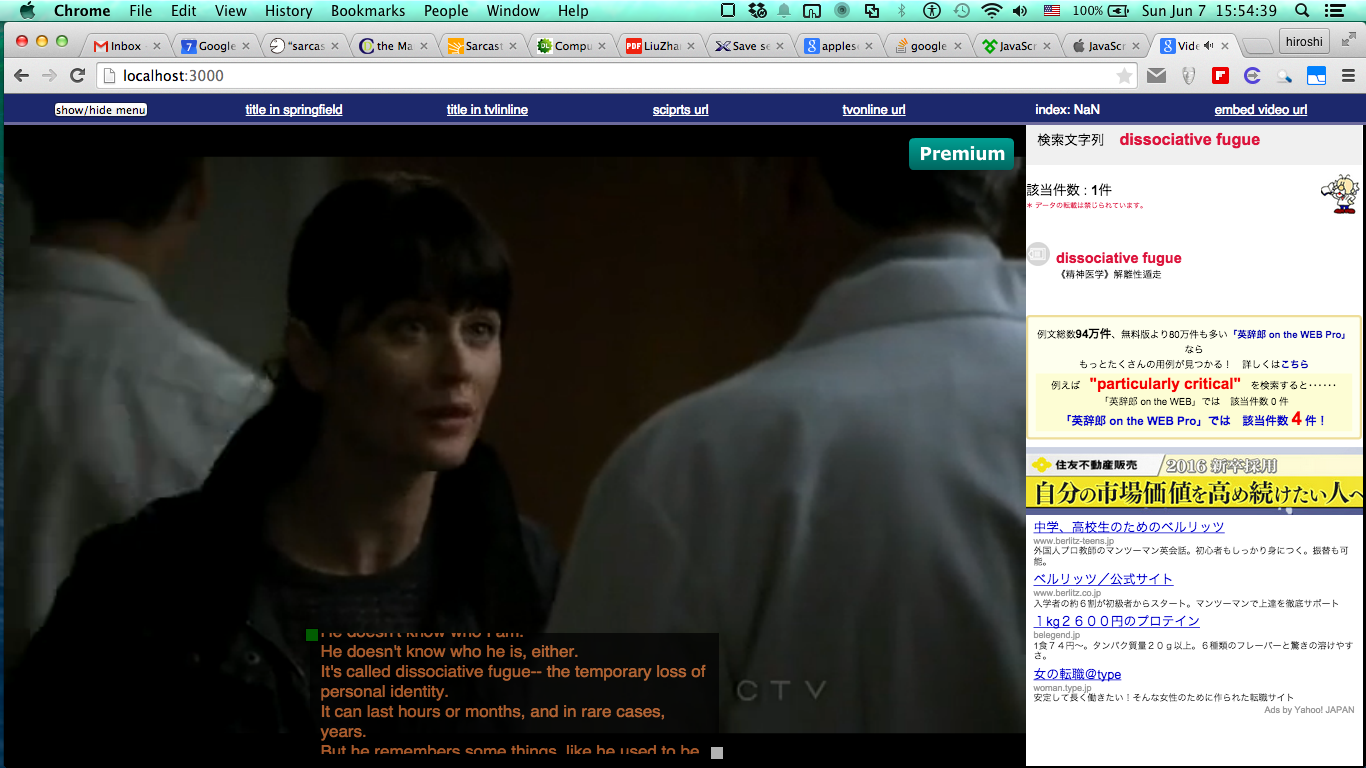 Chrome File Edit View History Bookmarks People Window Help 100% Sun Jun 7 15:54:39
Inbox Google "sarcas the Ma Sarcast Compu LiuZhar Save se applesc google JavaScr JavaScr Vide hiroshi
localhost:3000
show/hide menu title in springfield title in tvlinline sciprts url tvonline url index: NaN embed video url
Premium
He doesn't know who I am.
He doesn't know who he is, either.
It's called dissociative fugue-- the temporary loss of
personal identity.
It can last hours or months, and in rare cases,
years.
But he remembers some things, like he used to be
CTV
検索文字列 dissociative fugue
該当件数 : 1件
＊ データの転載は禁じられています。
dissociative fugue
《精神医学》解離性遁走
例文総数94万件、無料版より80万件も多い「英辞郎 on the WEB Pro」
なら
もっとたくさんの用例が見つかる！ 詳しくはこちら
例えば "particularly critical" を検索すると‥‥‥
「英辞郎 on the WEB」では 該当件数 0 件
「英辞郎 on the WEB Pro」では 該当件数 4 件！
住友不動産販売 2016 新卒採用
自分の市場価値を高め続けたい人へ
中学、高校生のためのベルリッツ
www.berlitz-teens.jp
外国人プロ教師のマンツーマン英会話。初心者もしっかり身につく。振替も可
能。
ベルリッツ／公式サイト
www.berlitz.co.jp
入学者の約６割が初級者からスタート。マンツーマンで上達を徹底サポート
１kg２６００円のプロテイン
belegend.jp
1食７４円〜。タンパク質量２０ｇ以上。６種類のフレーバーと驚きの溶けやす
さ。
女の転職@type
woman.type.jp
安定して長く働きたい！そんな女性のために作られた転職サイト
Ads by Yahoo! JAPAN